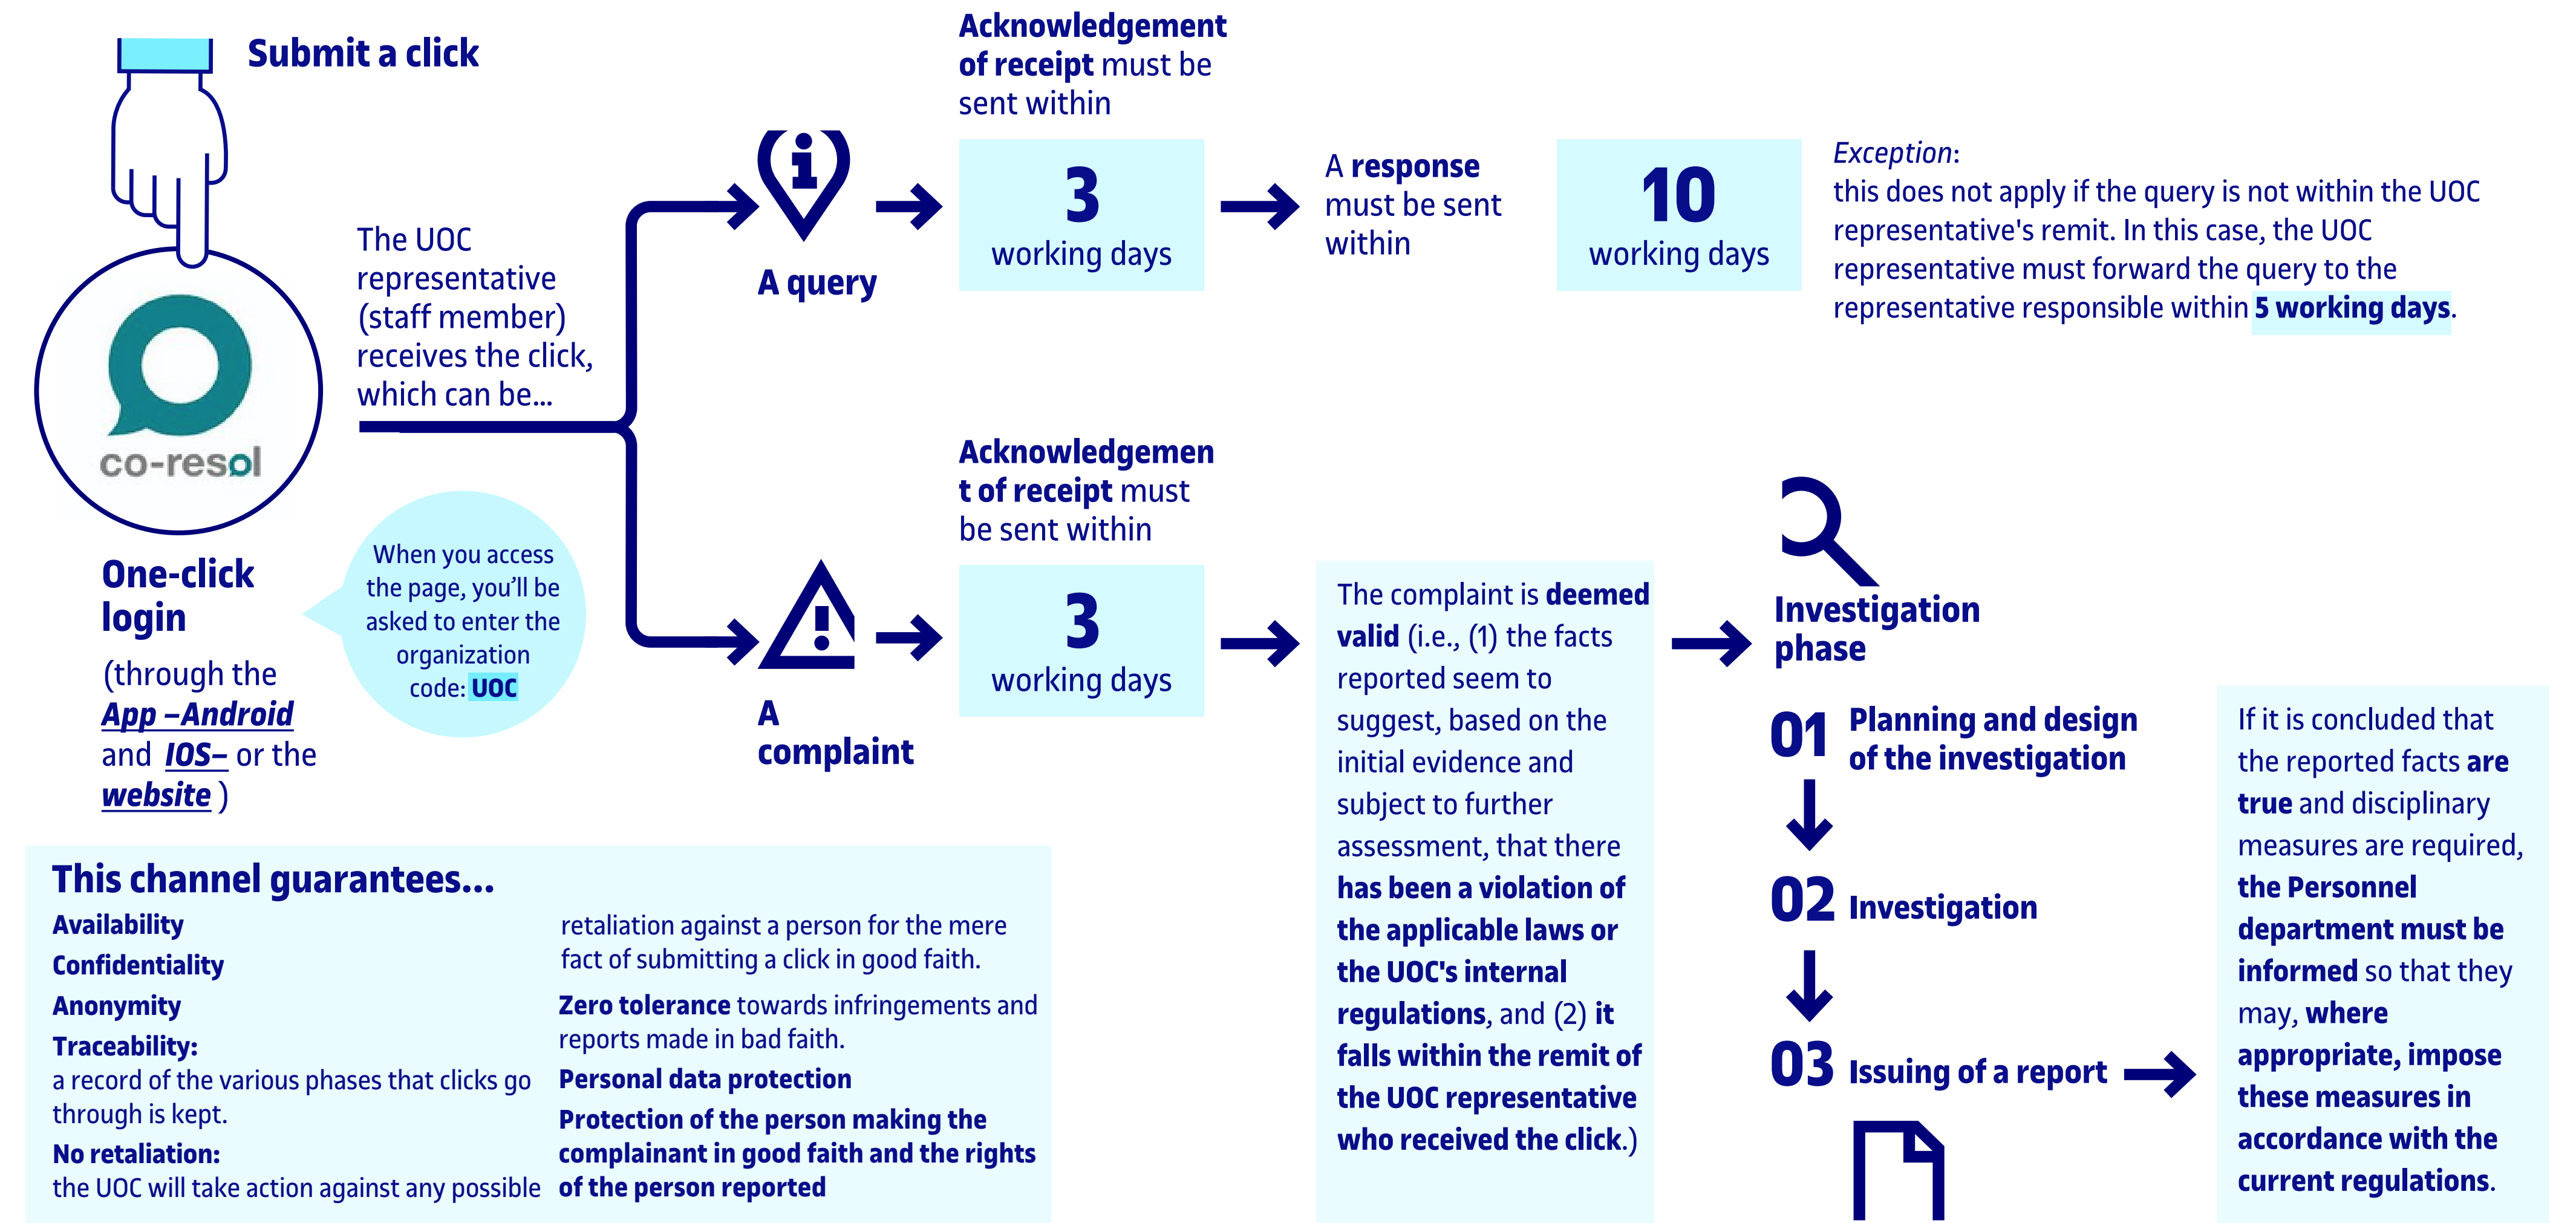 Submit a click
co-resol
One-click
login
(through the
App –Android
and IOS– or the
website )
When you access
the page, you’ll be
asked to enter the
organization
code: UOC
The UOC
representative
(staff member)
receives the click,
which can be...
A query
Acknowledgement
of receipt must be
sent within
3
working days
A response
must be sent
within
10
working days
Exception:
this does not apply if the query is not within the UOC
representative's remit. In this case, the UOC
representative must forward the query to the
representative responsible within 5 working days.
A
complaint
Acknowledgemen
t of receipt must
be sent within
3
working days
The complaint is deemed
valid (i.e., (1) the facts
reported seem to
suggest, based on the
initial evidence and
subject to further
assessment, that there
has been a violation of
the applicable laws or
the UOC's internal
regulations, and (2) it
falls within the remit of
the UOC representative
who received the click.)
Investigation
phase
01 Planning and design
of the investigation
02 Investigation
03 Issuing of a report
If it is concluded that
the reported facts are
true and disciplinary
measures are required,
the Personnel
department must be
informed so that they
may, where
appropriate, impose
these measures in
accordance with the
current regulations.
This channel guarantees...
Availability
Confidentiality
Anonymity
Traceability:
a record of the various phases that clicks go
through is kept.
No retaliation:
the UOC will take action against any possible
retaliation against a person for the mere
fact of submitting a click in good faith.
Zero tolerance towards infringements and
reports made in bad faith.
Personal data protection
Protection of the person making the
complainant in good faith and the rights
of the person reported